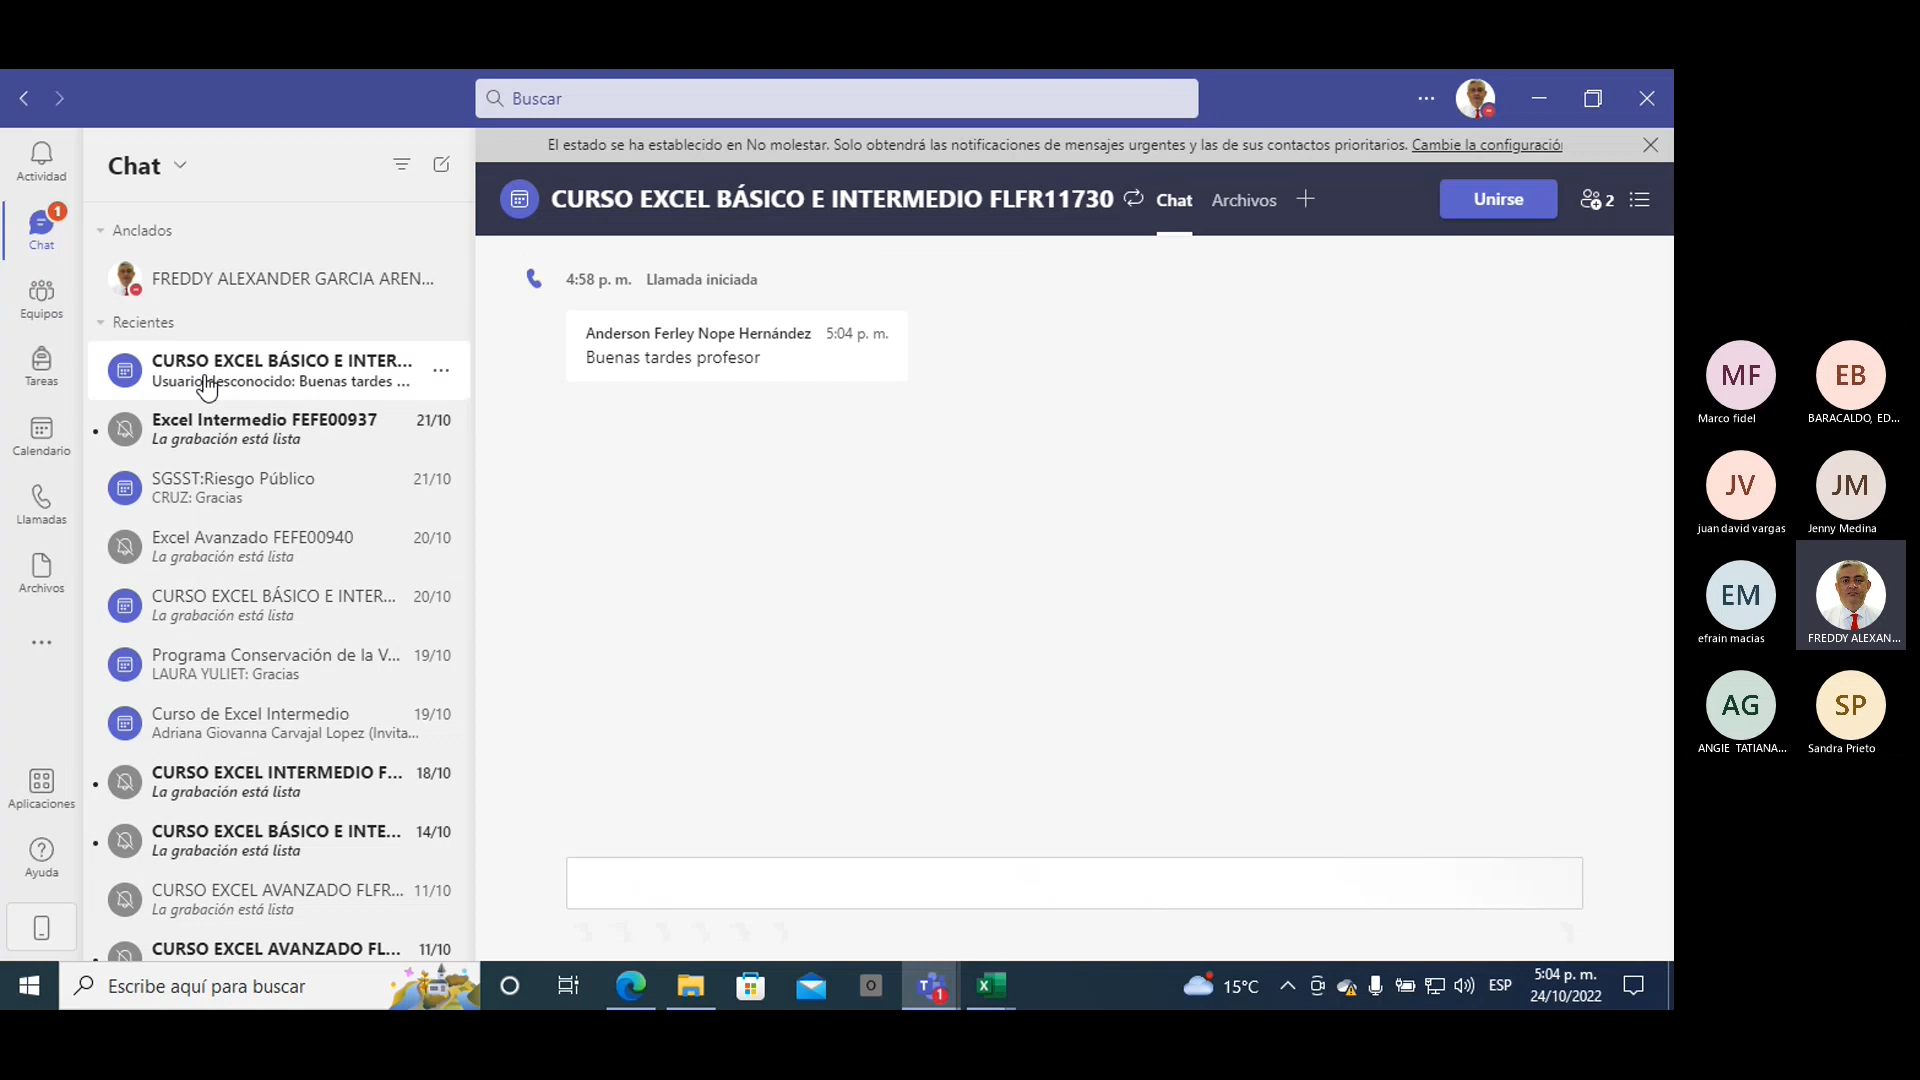 Buscar
El estado se ha establecido en No molestar. Solo obtendrá las notificaciones de mensajes urgentes y las de sus contactos prioritarios. Cambie la configuració
Actividad
1
Chat
Equipos
Tareas
Calendario
Llamadas
Archivos
Aplicaciones
Ayuda
Chat
Anclados
FREDDY ALEXANDER GARCIA AREN...
Recientes
CURSO EXCEL BÁSICO E INTER...
Usuario desconocido: Buenas tardes ...
Excel Intermedio FEFE00937 21/10
La grabación está lista
SGSST:Riesgo Público 21/10
CRUZ: Gracias
Excel Avanzado FEFE00940 20/10
La grabación está lista
CURSO EXCEL BÁSICO E INTER... 20/10
La grabación está lista
Programa Conservación de la V... 19/10
LAURA YULIET: Gracias
Curso de Excel Intermedio 19/10
Adriana Giovanna Carvajal Lopez (Invita...
CURSO EXCEL INTERMEDIO F... 18/10
La grabación está lista
CURSO EXCEL BÁSICO E INTE... 14/10
La grabación está lista
CURSO EXCEL AVANZADO FLFR... 11/10
La grabación está lista
CURSO EXCEL AVANZADO FL... 11/10
CURSO EXCEL BÁSICO E INTERMEDIO FLFR11730 Chat Archivos Unirse 2
4:58 p. m. Llamada iniciada
Anderson Ferley Nope Hernández 5:04 p. m.
Buenas tardes profesor
MF
Marco fidel
EB
BARACALDO, ED...
JV
juan david vargas
JM
Jenny Medina
EM
efrain macias
FREDDY ALEXAN...
AG
ANGIE TATIANA...
SP
Sandra Prieto
Escribe aquí para buscar
O
T
1
X
15°C
ESP
5:04 p. m.
24/10/2022